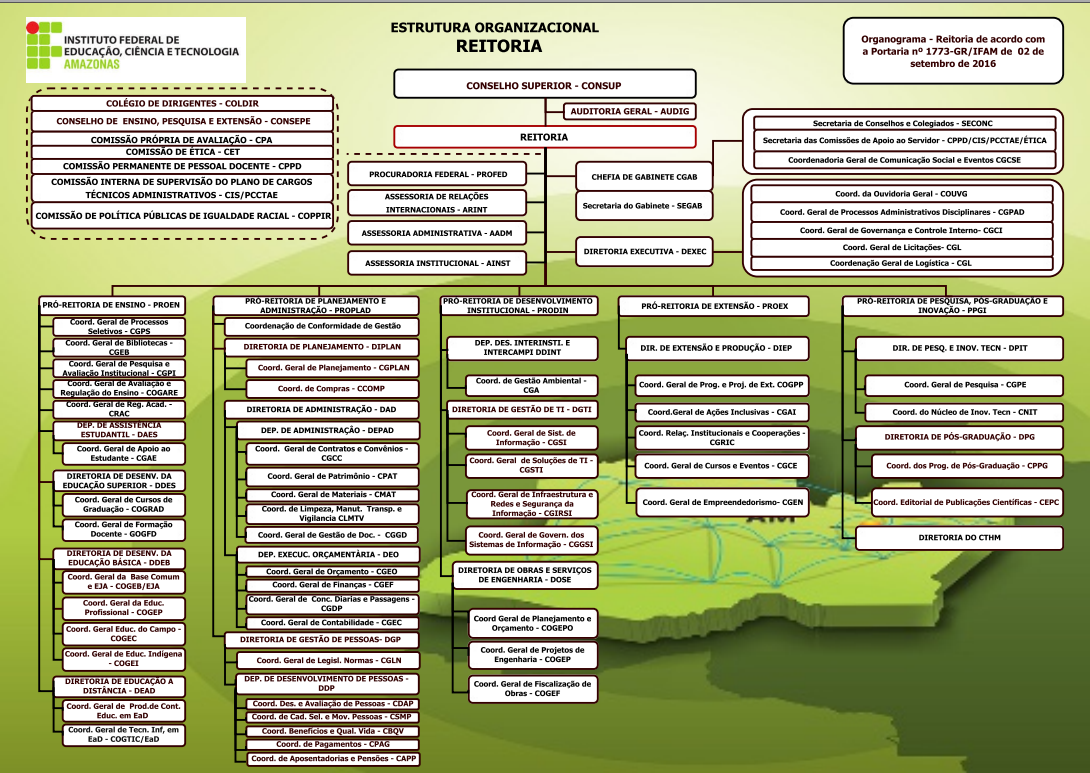 INSTITUTO FEDERAL DE
EDUCAÇÃO, CIÊNCIA E TECNOLOGIA
AMAZONAS
ESTRUTURA ORGANIZACIONAL
REITORIA
Organograma - Reitoria de acordo com
a Portaria nº 1773-GR/IFAM de 02 de
setembro de 2016
CONSELHO SUPERIOR - CONSUP
AUDITORIA GERAL - AUDIG
REITORIA
COLÉGIO DE DIRIGENTES - COLDIR
CONSELHO DE ENSINO, PESQUISA E EXTENSÃO - CONSEPE
COMISSÃO PRÓPRIA DE AVALIAÇÃO - CPA
COMISSÃO DE ÉTICA - CET
COMISSÃO PERMANENTE DE PESSOAL DOCENTE - CPPD
COMISSÃO INTERNA DE SUPERVISÃO DO PLANO DE CARGOS
TÉCNICOS ADMINISTRATIVOS - CIS/PCCTAE
COMISSÃO DE POLÍTICA PÚBLICAS DE IGUALDADE RACIAL - COPPIR
PROCURADORIA FEDERAL - PROFED
ASSESSORIA DE RELAÇÕES
INTERNACIONAIS - ARINT
ASSESSORIA ADMINISTRATIVA - AADM
ASSESSORIA INSTITUCIONAL - AINST
CHEFIA DE GABINETE CGAB
Secretaria do Gabinete - SEGAB
DIRETORIA EXECUTIVA - DEXEC
Secretaria de Conselhos e Colegiados - SECONC
Secretaria das Comissões de Apoio ao Servidor - CPPD/CIS/PCCTAE/ÉTICA
Coordenadoria Geral de Comunicação Social e Eventos CGCSE
Coord. da Ouvidoria Geral - COUVG
Coord. Geral de Processos Administrativos Disciplinares - CGPAD
Coord. Geral de Governança e Controle Interno- CGCI
Coord. Geral de Licitações- CGL
Coordenação Geral de Logística - CGL
PRÓ-REITORIA DE ENSINO - PROEN
Coord. Geral de Processos
Seletivos - CGPS
Coord. Geral de Bibliotecas -
CGEB
Coord. Geral de Pesquisa e
Avaliação Institucional - CGPI
Coord. Geral de Avaliação e
Regulação do Ensino - COGARE
Coord. Geral de Reg. Acad. -
CRAC
DEP. DE ASSISTÊNCIA
ESTUDANTIL - DAES
Coord. Geral de Apoio ao
Estudante - CGAE
DIRETORIA DE DESENV. DA
EDUCAÇÃO SUPERIOR - DDES
Coord. Geral de Cursos de
Graduação - COGRAD
Coord. Geral de Formação
Docente - GOGFD
DIRETORIA DE DESENV. DA
EDUCAÇÃO BÁSICA - DDEB
Coord. Geral da Base Comum
e EJA - COGEB/EJA
Coord. Geral da Educ.
Profissional - COGEP
Coord. Geral Educ. do Campo -
COGEC
Coord. Geral de Educ. Indígena
- COGEI
DIRETORIA DE EDUCAÇÃO A
DISTÂNCIA - DEAD
Coord. Geral de Prod.de Cont.
Educ. em EaD
Coord. Geral de Tecn. Inf, em
EaD - COGTIC/EaD
PRÓ-REITORIA DE PLANEJAMENTO E
ADMINISTRAÇÃO - PROPLAD
Coordenação de Conformidade de Gestão
DIRETORIA DE PLANEJAMENTO - DIPLAN
Coord. Geral de Planejamento - CGPLAN
Coord. de Compras - CCOMP
DIRETORIA DE ADMINISTRAÇÃO - DAD
DEP. DE ADMINISTRAÇÃO - DEPAD
Coord. Geral de Contratos e Convênios -
CGCC
Coord. Geral de Patrimônio - CPAT
Coord. Geral de Materiais - CMAT
Coord. de Limpeza, Manut. Transp. e
Vigilancia CLMTV
Coord. Geral de Gestão de Doc. - CGGD
DEP. EXECUC. ORÇAMENTÁRIA - DEO
Coord. Geral de Orçamento - CGEO
Coord. Geral de Finanças - CGEF
Coord. Geral de Conc. Diarias e Passagens -
CGDP
Coord. Geral de Contabilidade - CGEC
DIRETORIA DE GESTÃO DE PESSOAS- DGP
Coord. Geral de Legisl. Normas - CGLN
DEP. DE DESENVOLVIMENTO DE PESSOAS -
DDP
Coord. Des. e Avaliação de Pessoas - CDAP
Coord. de Cad. Sel. e Mov. Pessoas - CSMP
Coord. Benefícios e Qual. Vida - CBQV
Coord. de Pagamentos - CPAG
Coord. de Aposentadorias e Pensões - CAPP
PRÓ-REITORIA DE DESENVOLVIMENTO
INSTITUCIONAL - PRODIN
DEP. DES. INTERINSTI. E
INTERCAMPI DDINT
Coord. de Gestão Ambiental -
CGA
DIRETORIA DE GESTÃO DE TI - DGTI
Coord. Geral de Sist. de
Informação - CGSI
Coord. Geral de Soluções de TI -
CGSTI
Coord. Geral de Infraestrutura e
Redes e Segurança da
Informação - CGIRSI
Coord. Geral de Govern. dos
Sistemas de Informação - CGGSI
DIRETORIA DE OBRAS E SERVIÇOS
DE ENGENHARIA - DOSE
Coord Geral de Planejamento e
Orçamento - COGEPO
Coord. Geral de Projetos de
Engenharia - COGEP
Coord. Geral de Fiscalização de
Obras - COGEF
PRÓ-REITORIA DE EXTENSÃO - PROEX
DIR. DE EXTENSÃO E PRODUÇÃO - DIEP
Coord. Geral de Prog. e Proj. de Ext. COGPP
Coord.Geral de Ações Inclusivas - CGAI
Coord. Relaç. Institucionais e Cooperações -
CGRIC
Coord. Geral de Cursos e Eventos - CGCE
Coord. Geral de Empreendedorismo- CGEN
PRÓ-REITORIA DE PESQUISA, PÓS-GRADUAÇÃO E
INOVAÇÃO - PPGI
DIR. DE PESQ. E INOV. TECN - DPIT
Coord. Geral de Pesquisa - CGPE
Coord. do Núcleo de Inov. Tecn - CNIT
DIRETORIA DE PÓS-GRADUAÇÃO - DPG
Coord. dos Prog. de Pós-Graduação - CPPG
Coord. Editorial de Publicações Científicas - CEPC
DIRETORIA DO CTHM
AM